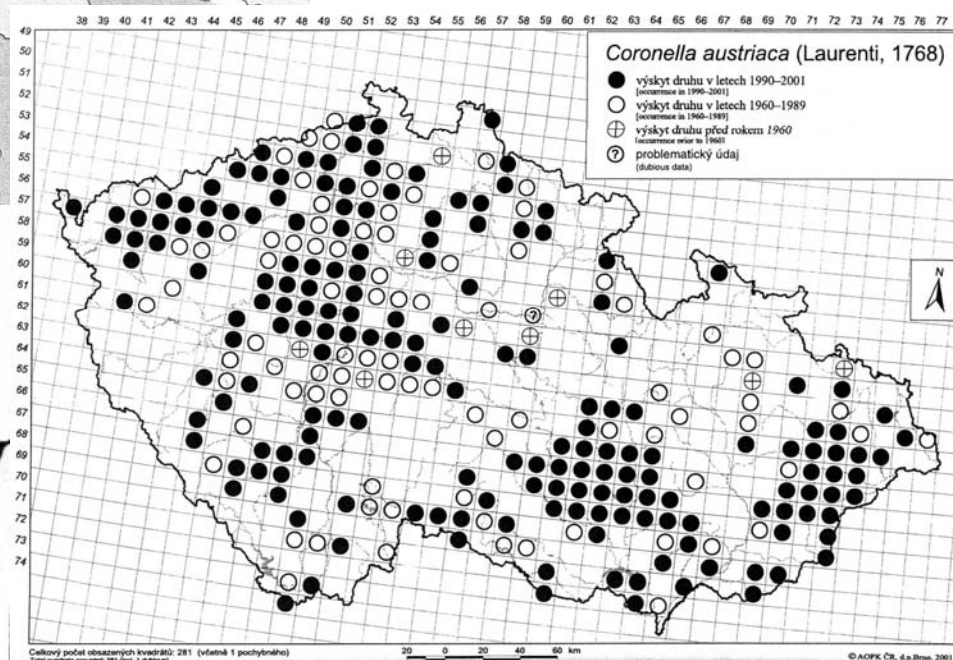 38 39 40 41 42 43 44 45 46 47 48 49 50 51 52 53 54 55 56 57 58 59 60 61 62 63 64 65 66 67 68 69 70 71 72 73 74 75 76 77
49
50
51
52
53
54
55
56
57
58
59
60
61
62
63
64
65
66
67
68
69
70
71
72
73
74
Coronella austriaca (Laurenti, 1768)
výskyt druhu v letech 1990–2001
[occurrence in 1990–2001]
výskyt druhu v letech 1960–1989
[occurrence in 1960–1989]
výskyt druhu před rokem 1960
[occurrence prior to 1960]
? problematický údaj
(dubious data)
N
?
Celkový počet obsazených kvadrátů: 281 (včetně 1 pochybného)
20 0 20 40 60 km
© AOPK ČR, d.p.Brno, 2001